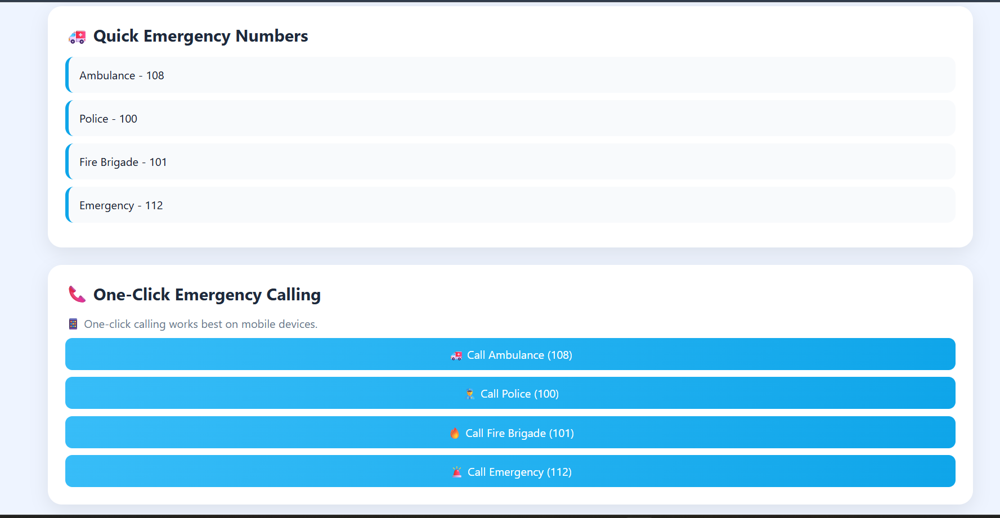 Quick Emergency Numbers
Ambulance - 108
Police - 100
Fire Brigade - 101
Emergency - 112
One-Click Emergency Calling
One-click calling works best on mobile devices.
Call Ambulance (108)
Call Police (100)
Call Fire Brigade (101)
Call Emergency (112)